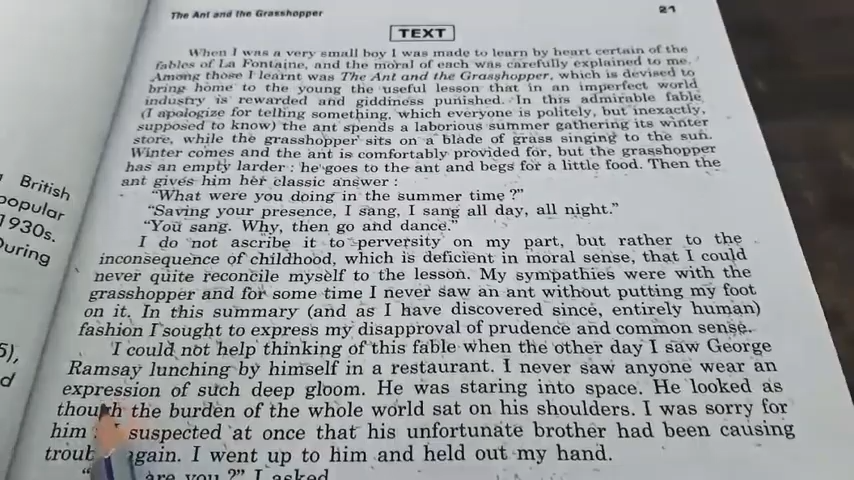 The Ant and the Grasshopper
21
TEXT
When I was a very small boy I was made to learn by heart certain of the
fables of La Fontaine, and the moral of each was carefully explained to me.
Among those I learnt was The Ant and the Grasshopper, which is devised to
bring home to the young the useful lesson that in an imperfect world
industry is rewarded and giddiness punished. In this admirable fable
(I apologize for telling something, which everyone is politely, but inexactly,
supposed to know) the ant spends a laborious summer gathering its winter
store, while the grasshopper sits on a blade of grass singing to the sun.
Winter comes and the ant is comfortably provided for, but the grasshopper
has an empty larder : he goes to the ant and begs for a little food. Then the
ant gives him her classic answer :
"What were you doing in the summer time ?"
"Saving your presence, I sang, I sang all day, all night."
"You sang. Why, then go and dance."
I do not ascribe it to perversity on my part, but rather to the
inconsequence of childhood, which is deficient in moral sense, that I could
never quite reconcile myself to the lesson. My sympathies were with the
grasshopper and for some time I never saw an ant without putting my foot
on it. In this summary (and as I have discovered since, entirely human)
fashion I sought to express my disapproval of prudence and common sense.
I could not help thinking of this fable when the other day I saw George
Ramsay lunching by himself in a restaurant. I never saw anyone wear an
expression of such deep gloom. He was staring into space. He looked as
though the burden of the whole world sat on his shoulders. I was sorry for
him : suspected at once that his unfortunate brother had been causing
again. I went up to him and held out my hand.
are you ?" I asked
British
popular
1930s.
During
5),
d